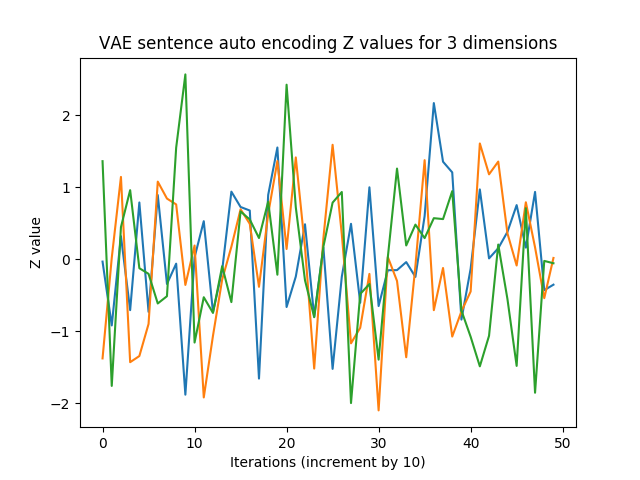 VAE sentence auto encoding Z values for 3 dimensions
Z value
2
1
0
−1
−2
0 10 20 30 40 50
Iterations (increment by 10)